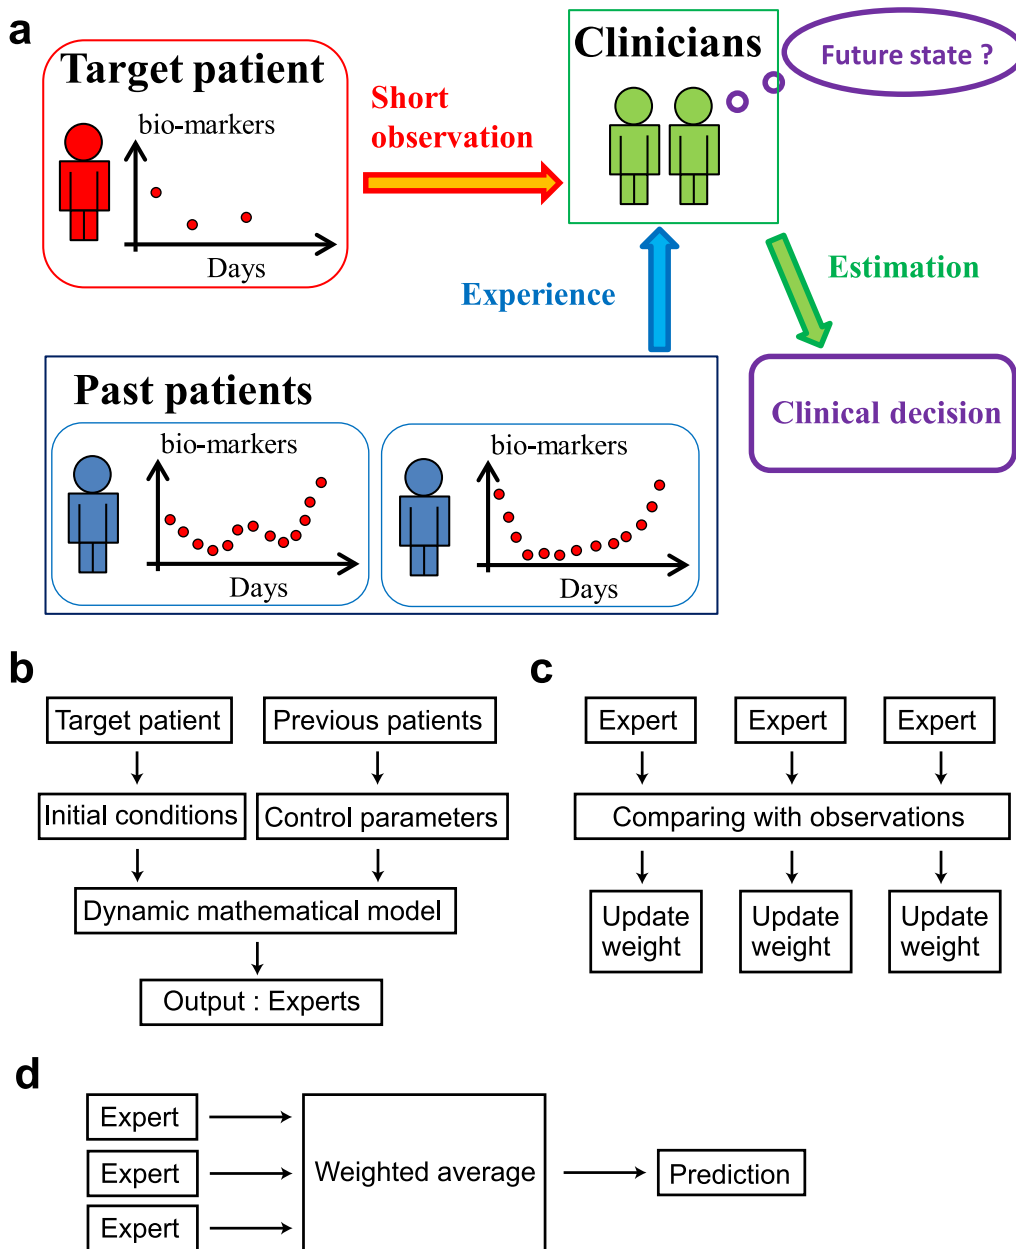 a
Target patient
bio-markers
Days
Short
observation
Clinicians
Future state ?
Experience
Estimation
Clinical decision
Past patients
bio-markers
Days
bio-markers
Days
b
Target patient
Previous patients
Initial conditions
Control parameters
Dynamic mathematical model
Output : Experts
c
Expert
Expert
Expert
Comparing with observations
Update
weight
Update
weight
Update
weight
d
Expert
Expert
Expert
Weighted average
Prediction